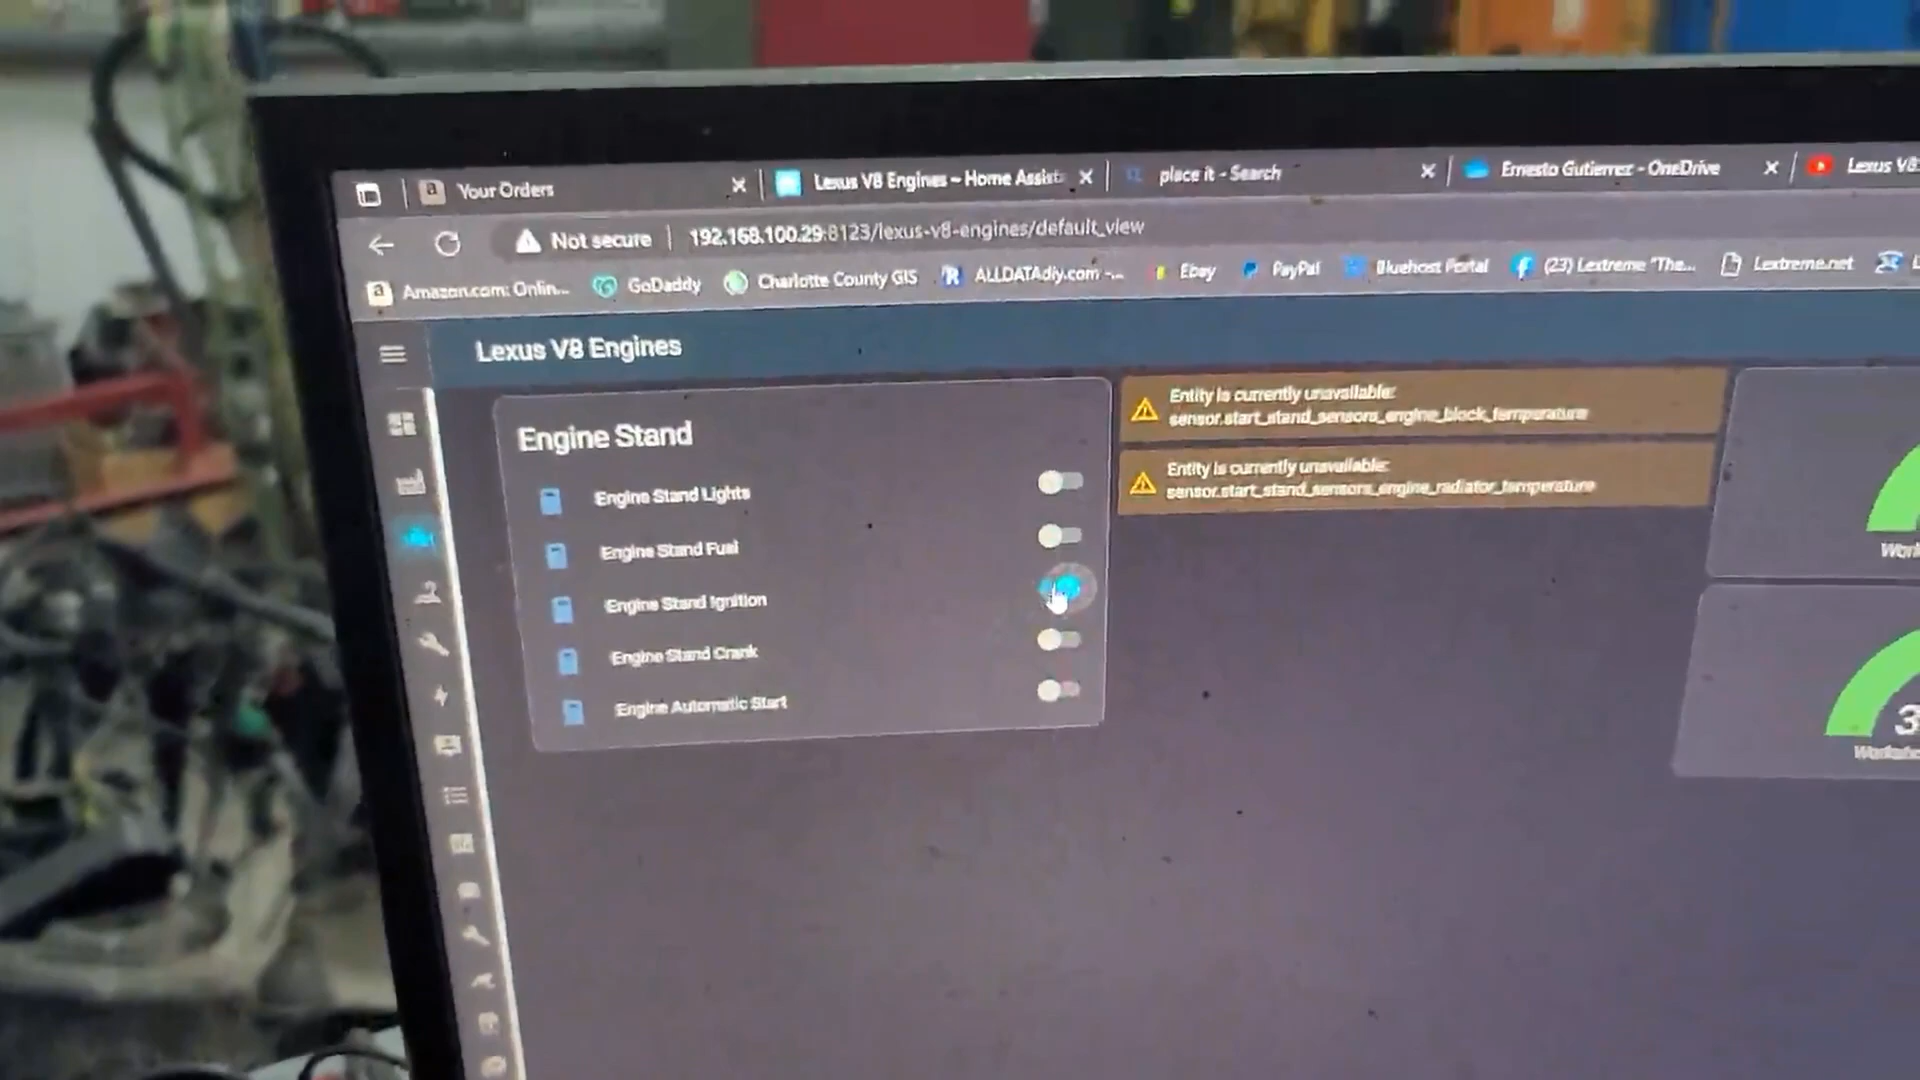 Your Orders
Lexus V8 Engines – Home Assist
place it - Search
Ernesto Gutierrez - OneDrive
Lexus V8
Not secure
192.168.100.29:8123/lexus-v8-engines/default_view
Amazon.com: Onlin...
GoDaddy
Charlotte County GIS
ALLDATAdiy.com -...
Ebay
PayPal
Bluehost Portal
(23) Lextreme "The...
Lextreme.net
Lexus V8 Engines
Engine Stand
Engine Stand Lights
Engine Stand Fuel
Engine Stand Ignition
Engine Stand Crank
Engine Automatic Start
Entity is currently unavailable:
sensor.start_stand_sensors_engine_block_temperature
Entity is currently unavailable:
sensor.start_stand_sensors_engine_radiator_temperature
3